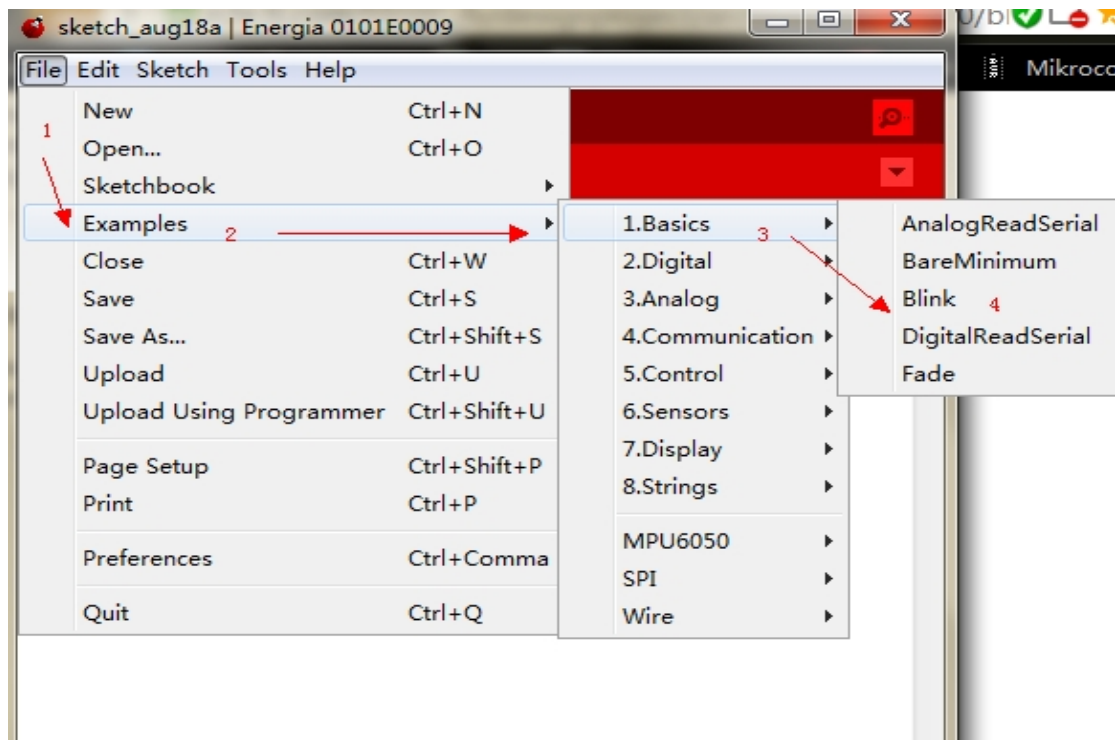 sketch_aug18a | Energia 0101E0009
0/bl
File Edit Sketch Tools Help
Mikroco
New Ctrl+N
1
Open... Ctrl+O
Sketchbook
Examples 2
1.Basics 3
AnalogReadSerial
Close Ctrl+W
2.Digital
BareMinimum
Save Ctrl+S
3.Analog
Blink 4
Save As... Ctrl+Shift+S
4.Communication
DigitalReadSerial
Upload Ctrl+U
5.Control
Fade
Upload Using Programmer Ctrl+Shift+U
6.Sensors
7.Display
Page Setup Ctrl+Shift+P
8.Strings
Print Ctrl+P
MPU6050
Preferences Ctrl+Comma
SPI
Quit Ctrl+Q
Wire